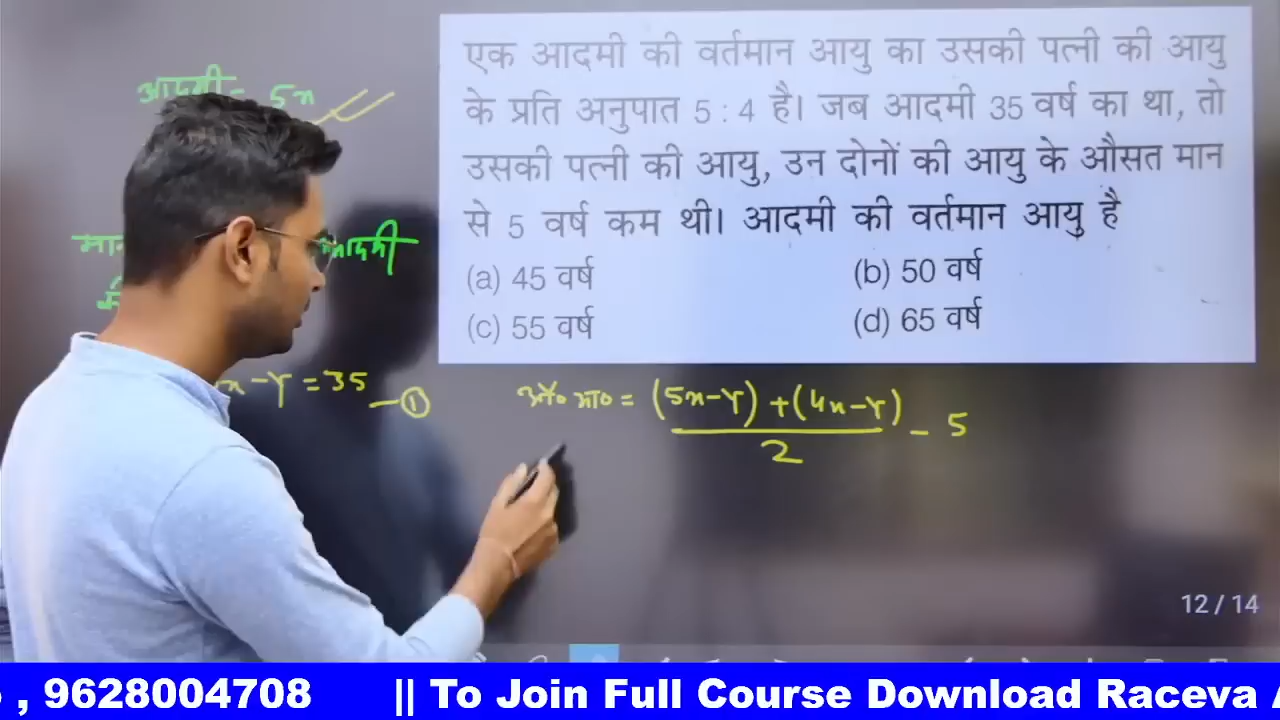 एक आदमी की वर्तमान आयु का उसकी पत्नी की आयु
के प्रति अनुपात 5 : 4 है। जब आदमी 35 वर्ष का था, तो
उसकी पत्नी की आयु, उन दोनों की आयु के औसत मान
से 5 वर्ष कम थी। आदमी की वर्तमान आयु है
(a) 45 वर्ष (b) 50 वर्ष
(c) 55 वर्ष (d) 65 वर्ष
आदमी = 5x
मान
आदमी
x - Y = 35 — ①
= (5x-Y) + (4x-Y) - 5
2
12 / 14
, 9628004708 || To Join Full Course Download Raceva